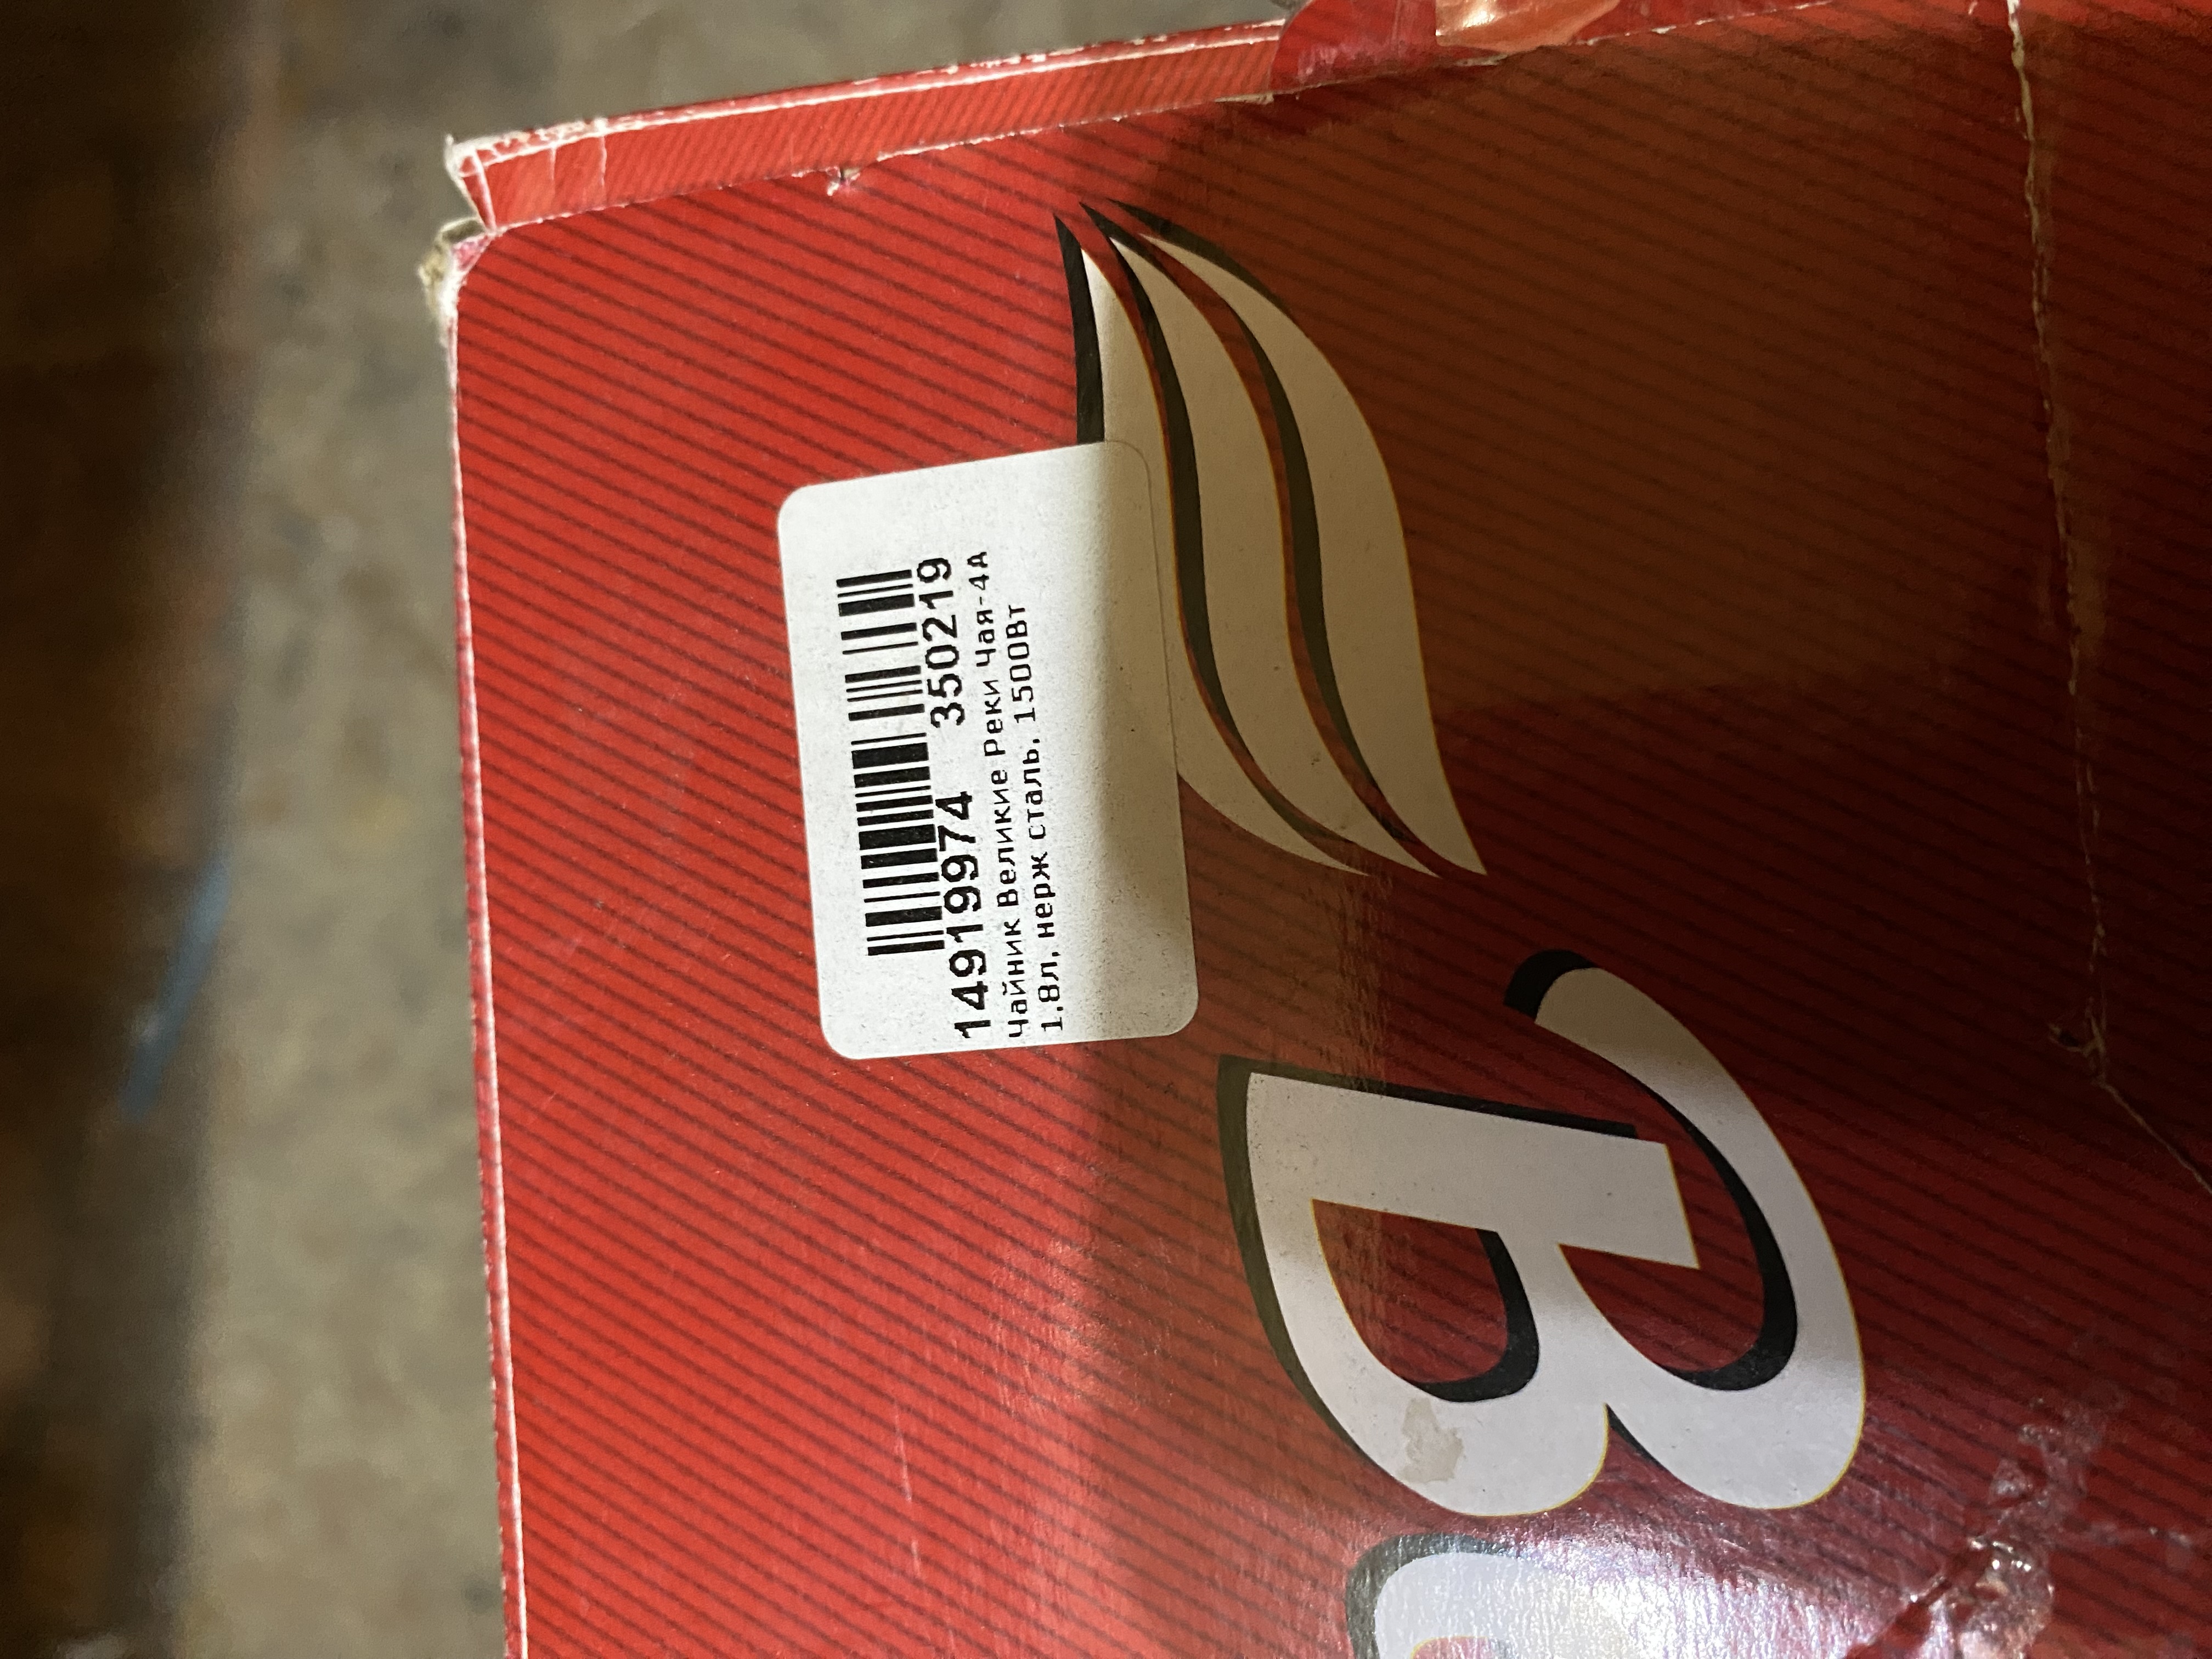 14919974 350219
Чайник Великие Реки Чая-4А
1.8л, нерж сталь, 1500Вт
В